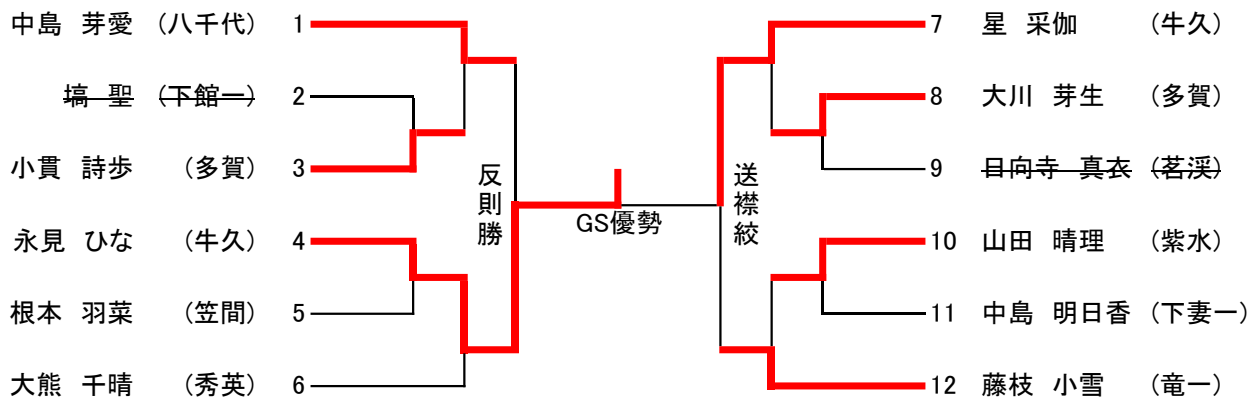 中島 芽愛 (八千代) 1
塙 聖 (下館一) 2
小貫 詩歩 (多賀) 3
永見 ひな (牛久) 4
根本 羽菜 (笠間) 5
大熊 千晴 (秀英) 6
反則勝
GS優勢
送襟絞
7 星 采伽 (牛久)
8 大川 芽生 (多賀)
9 日向寺 真衣 (茗渓)
10 山田 晴理 (紫水)
11 中島 明日香 (下妻一)
12 藤枝 小雪 (竜一)